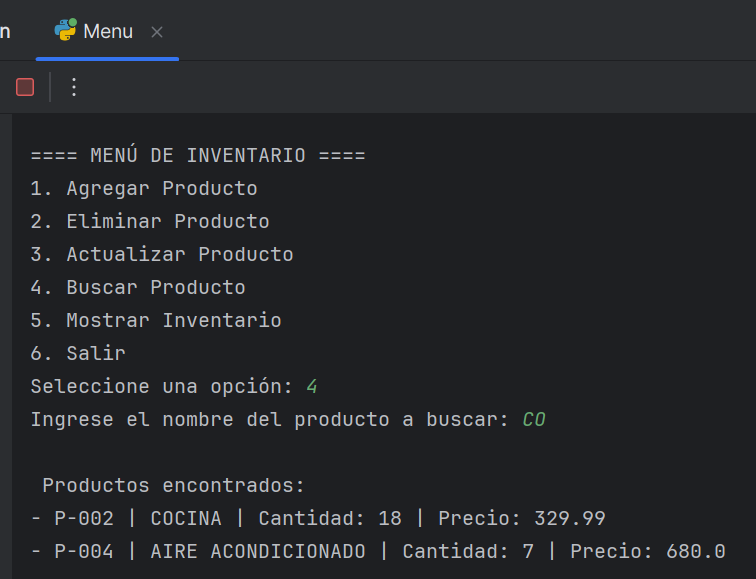 n Menu
==== MENÚ DE INVENTARIO ====
1. Agregar Producto
2. Eliminar Producto
3. Actualizar Producto
4. Buscar Producto
5. Mostrar Inventario
6. Salir
Seleccione una opción: 4
Ingrese el nombre del producto a buscar: CO
Productos encontrados:
- P-002 | COCINA | Cantidad: 18 | Precio: 329.99
- P-004 | AIRE ACONDICIONADO | Cantidad: 7 | Precio: 680.0